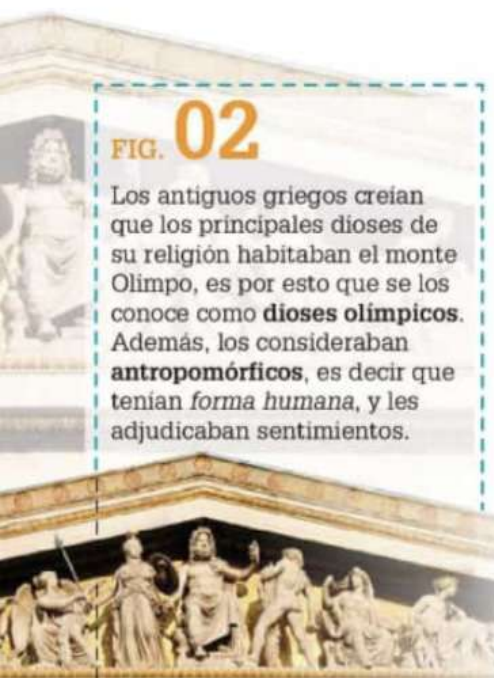 FIG. 02
Los antiguos griegos creían
que los principales dioses de
su religión habitaban el monte
Olimpo, es por esto que se los
conoce como dioses olímpicos.
Además, los consideraban
antropomórficos, es decir que
tenían forma humana, y les
adjudicaban sentimientos.